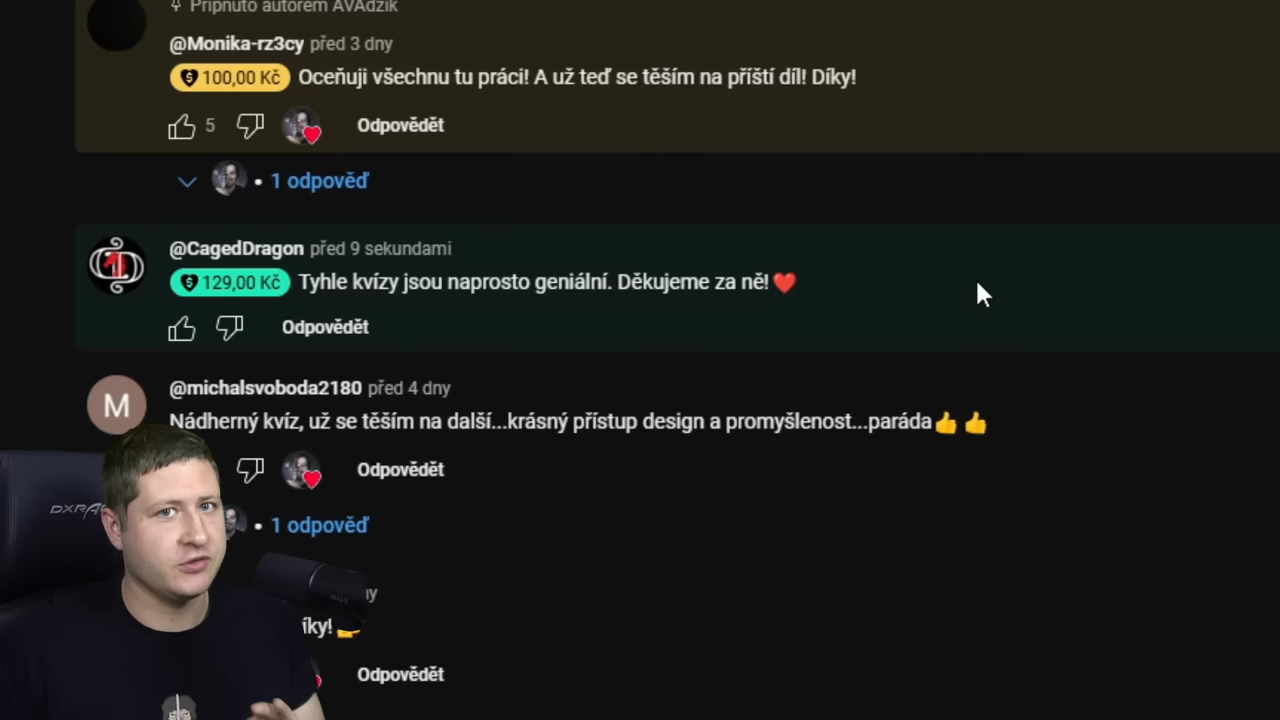 Připnuto autorem AVAdzik
@Monika-rz3cy před 3 dny
100,00 Kč Oceňuji všechnu tu práci! A už teď se těším na příští díl! Díky!
5 Odpovědět
• 1 odpověď
@CagedDragon před 9 sekundami
129,00 Kč Tyhle kvízy jsou naprosto geniální. Děkujeme za ně!❤️
Odpovědět
@michalsvoboda2180 před 4 dny
M
Nádherný kvíz, už se těším na další...krásný přístup design a promyšlenost...paráda👍👍
Odpovědět
• 1 odpověď
Odpovědět